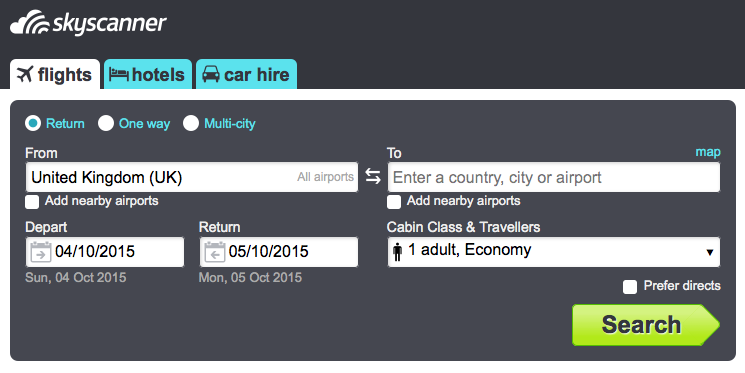 skyscanner
flights hotels car hire
Return One way Multi-city
From To map
United Kingdom (UK) All airports Enter a country, city or airport
Add nearby airports Add nearby airports
Depart Return Cabin Class & Travellers
04/10/2015 05/10/2015 1 adult, Economy
Sun, 04 Oct 2015 Mon, 05 Oct 2015
Prefer directs
Search